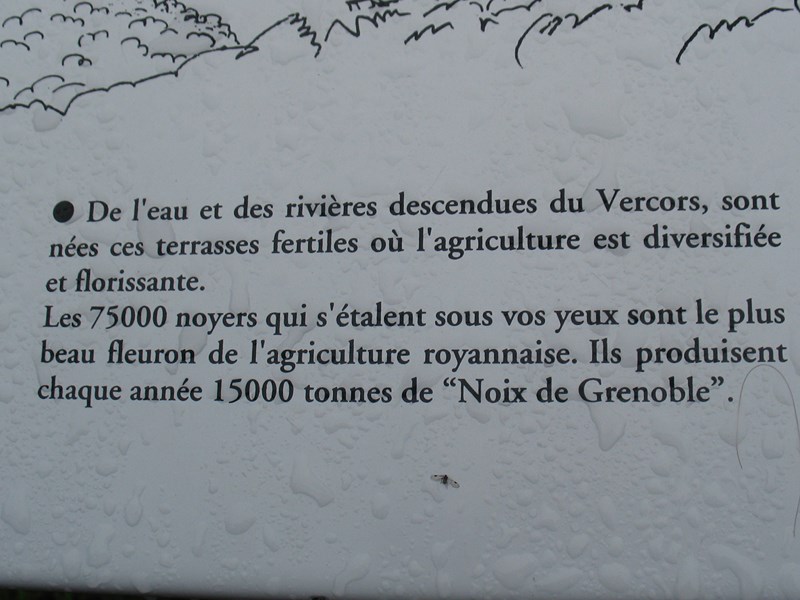 ● De l'eau et des rivières descendues du Vercors, sont
nées ces terrasses fertiles où l'agriculture est diversifiée
et florissante.
Les 75000 noyers qui s'étalent sous vos yeux sont le plus
beau fleuron de l'agriculture royannaise. Ils produisent
chaque année 15000 tonnes de “Noix de Grenoble”.